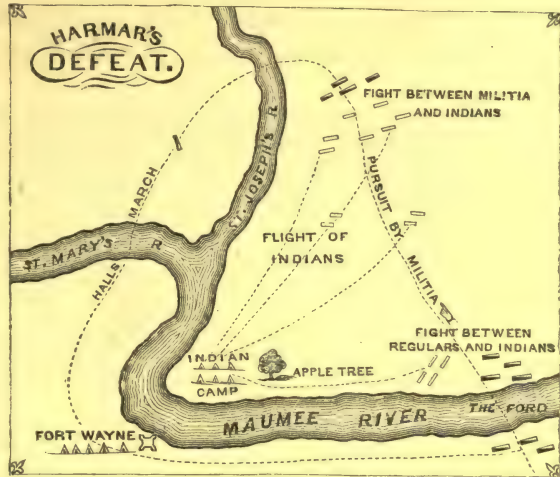 HARMAR'S
DEFEAT.
FIGHT BETWEEN MILITIA
AND INDIANS
ST. JOSEPH'S R.
HALLS MARCH
PURSUIT BY MILITIA
FLIGHT OF
INDIANS
ST. MARY'S R
FIGHT BETWEEN
REGULARS AND INDIANS
INDIAN
CAMP
APPLE TREE
MAUMEE RIVER
THE FORD
FORT WAYNE